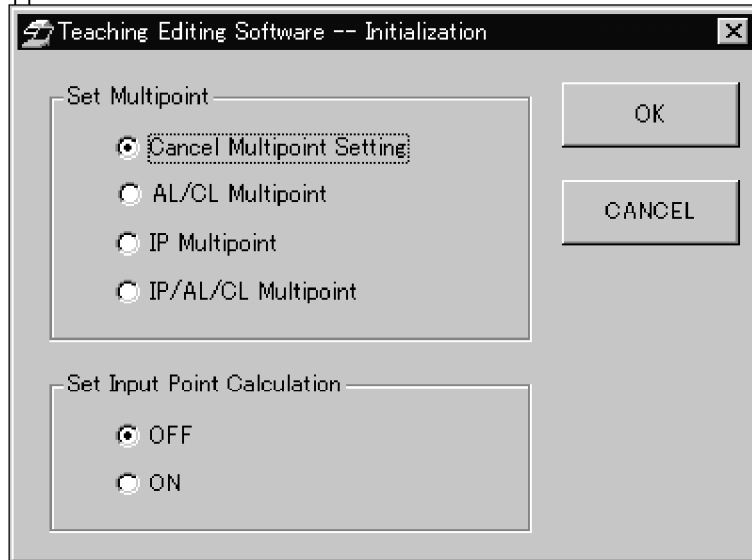 Teaching Editing Software -- Initialization
Set Multipoint
Cancel Multipoint Setting
AL/CL Multipoint
IP Multipoint
IP/AL/CL Multipoint
OK
CANCEL
Set Input Point Calculation
OFF
ON